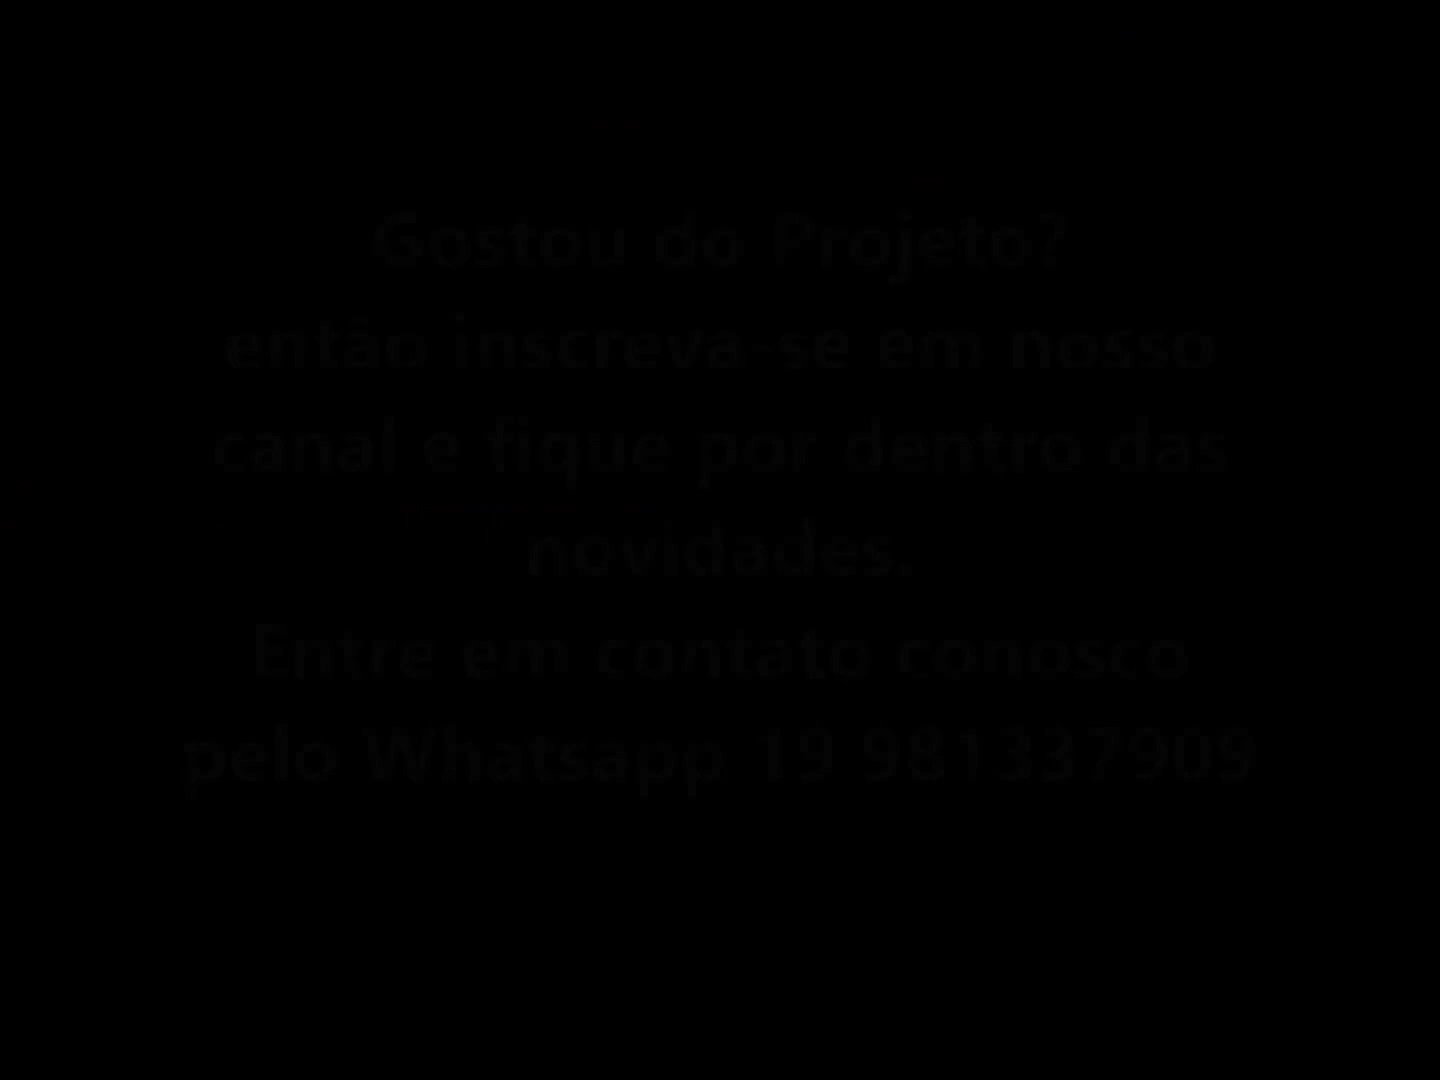 Gostou do Projeto?
então inscreva-se em nosso
canal e fique por dentro das
novidades.
Entre em contato conosco
pelo Whatsapp 19 981337909